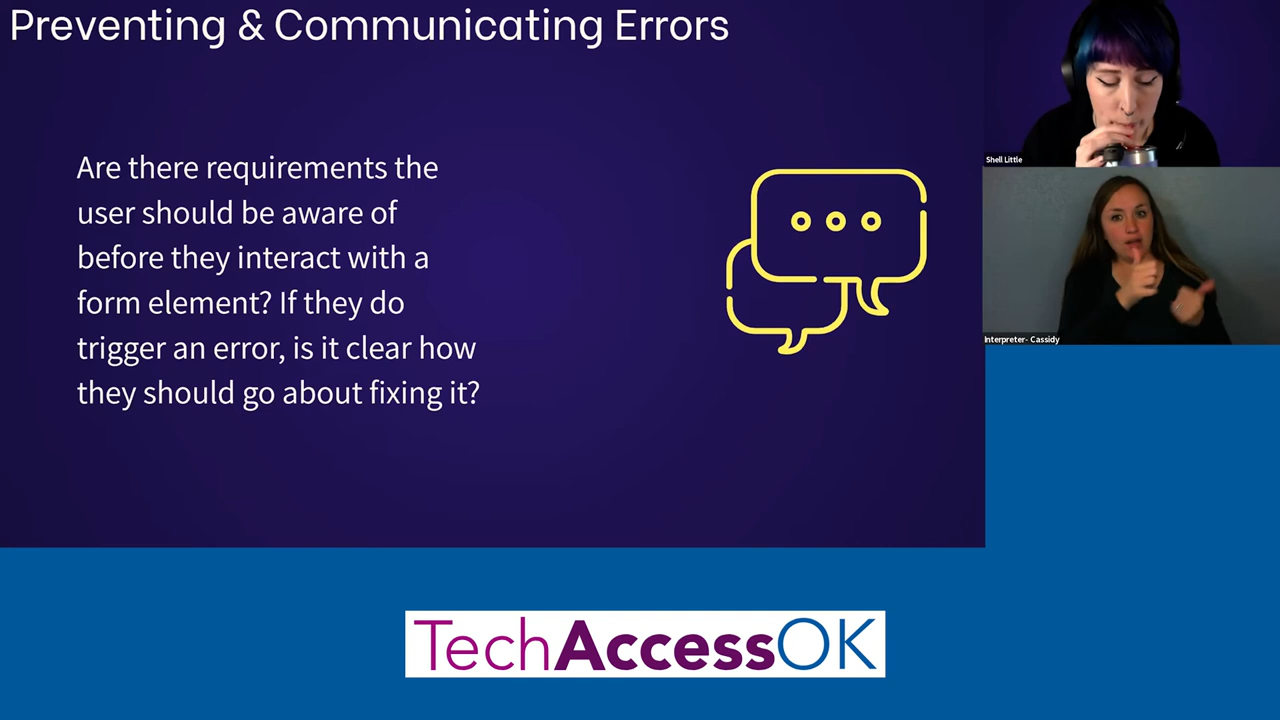 Preventing & Communicating Errors
Are there requirements the
user should be aware of
before they interact with a
form element? If they do
trigger an error, is it clear how
they should go about fixing it?
Shell Little
Interpreter- Cassidy
TechAccessOK